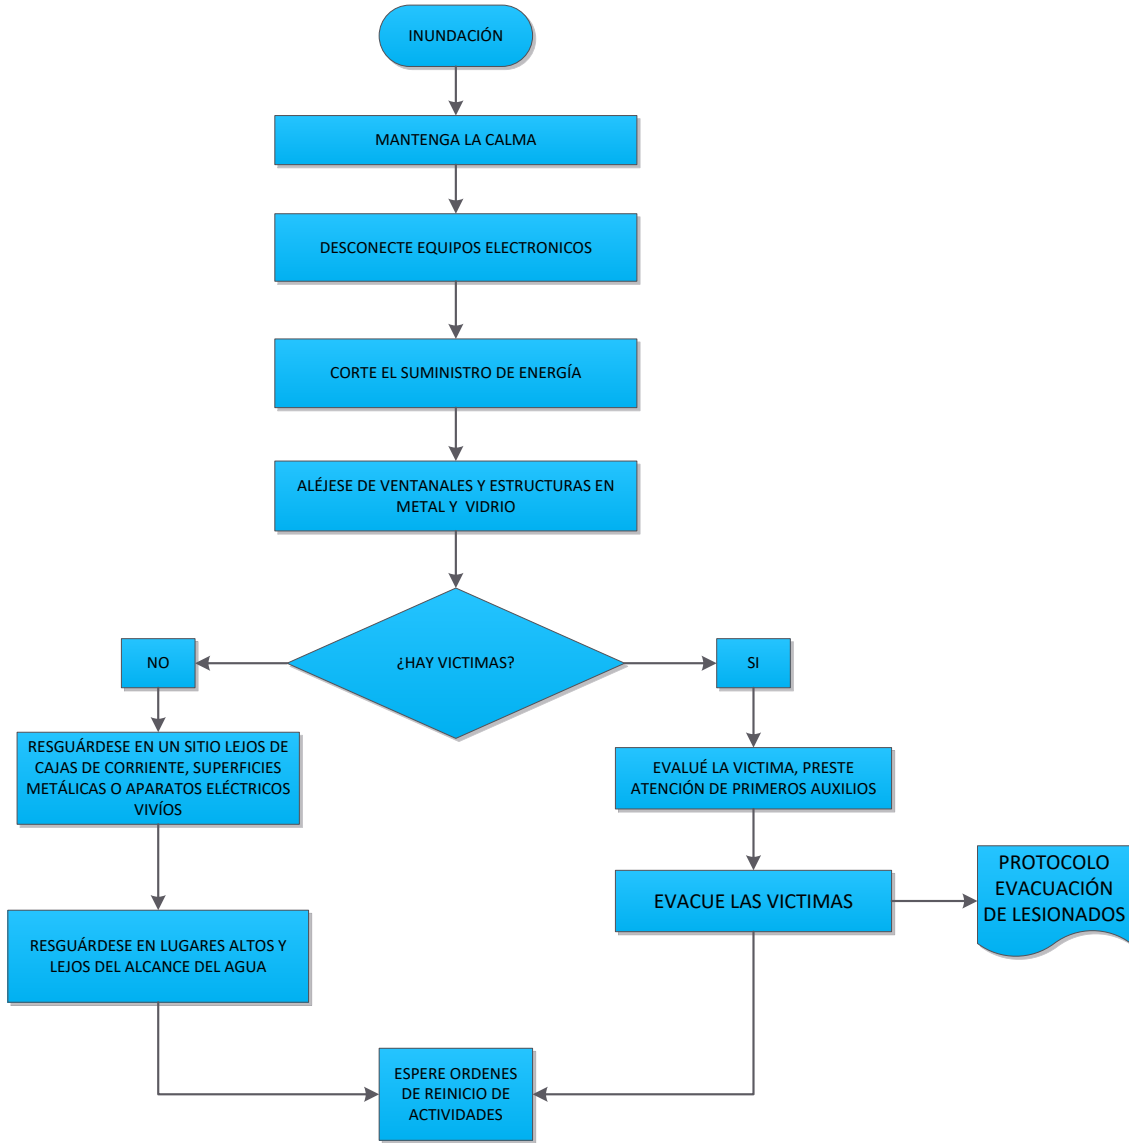 INUNDACIÓN
MANTENGA LA CALMA
DESCONECTE EQUIPOS ELECTRONICOS
CORTE EL SUMINISTRO DE ENERGÍA
ALÉJESE DE VENTANALES Y ESTRUCTURAS EN
METAL Y VIDRIO
¿HAY VICTIMAS?
NO
SI
RESGUÁRDESE EN UN SITIO LEJOS DE
CAJAS DE CORRIENTE, SUPERFICIES
METÁLICAS O APARATOS ELÉCTRICOS
VIVÍOS
EVALUÉ LA VICTIMA, PRESTE
ATENCIÓN DE PRIMEROS AUXILIOS
EVACUE LAS VICTIMAS
PROTOCOLO
EVACUACIÓN
DE LESIONADOS
RESGUÁRDESE EN LUGARES ALTOS Y
LEJOS DEL ALCANCE DEL AGUA
ESPERE ORDENES
DE REINICIO DE
ACTIVIDADES